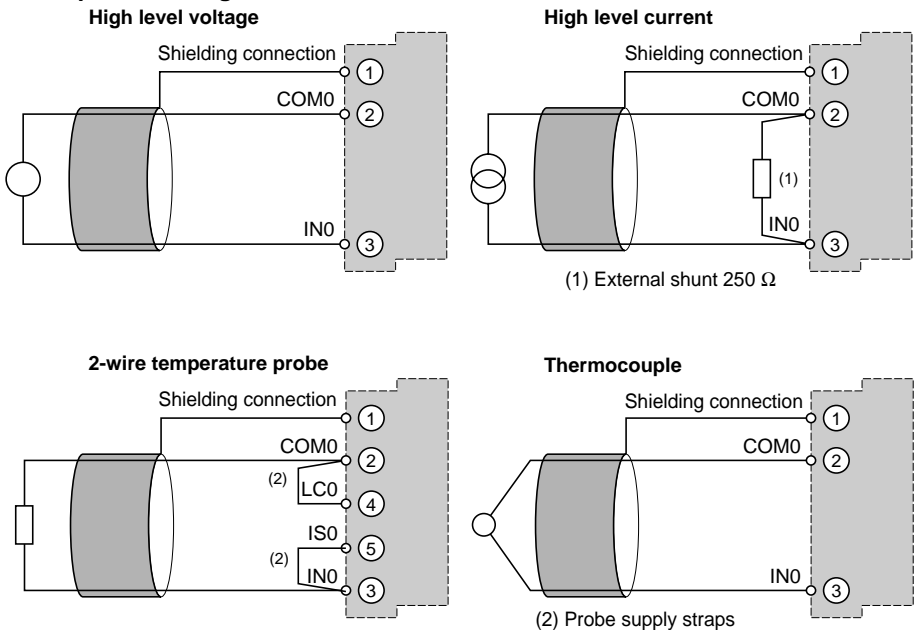 High level voltage
Shielding connection
1
COM0
2
IN0
3
High level current
Shielding connection
1
COM0
2
(1)
IN0
3
(1) External shunt 250 Ω
2-wire temperature probe
Shielding connection
1
COM0
2
(2)
LC0
4
IS0
5
(2)
IN0
3
Thermocouple
Shielding connection
1
COM0
2
IN0
3
(2) Probe supply straps